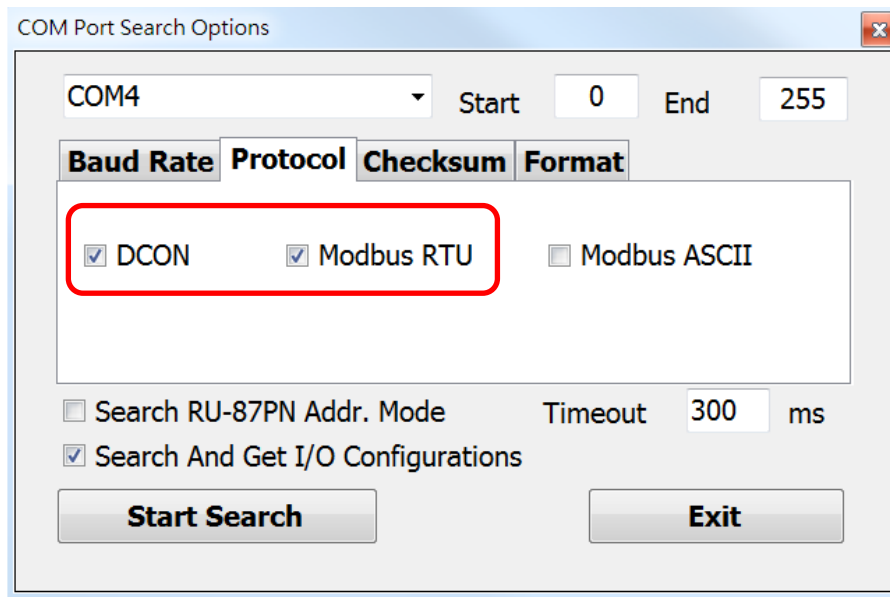 COM Port Search Options
COM4 Start 0 End 255
Baud Rate Protocol Checksum Format
DCON Modbus RTU Modbus ASCII
Search RU-87PN Addr. Mode Timeout 300 ms
Search And Get I/O Configurations
Start Search Exit